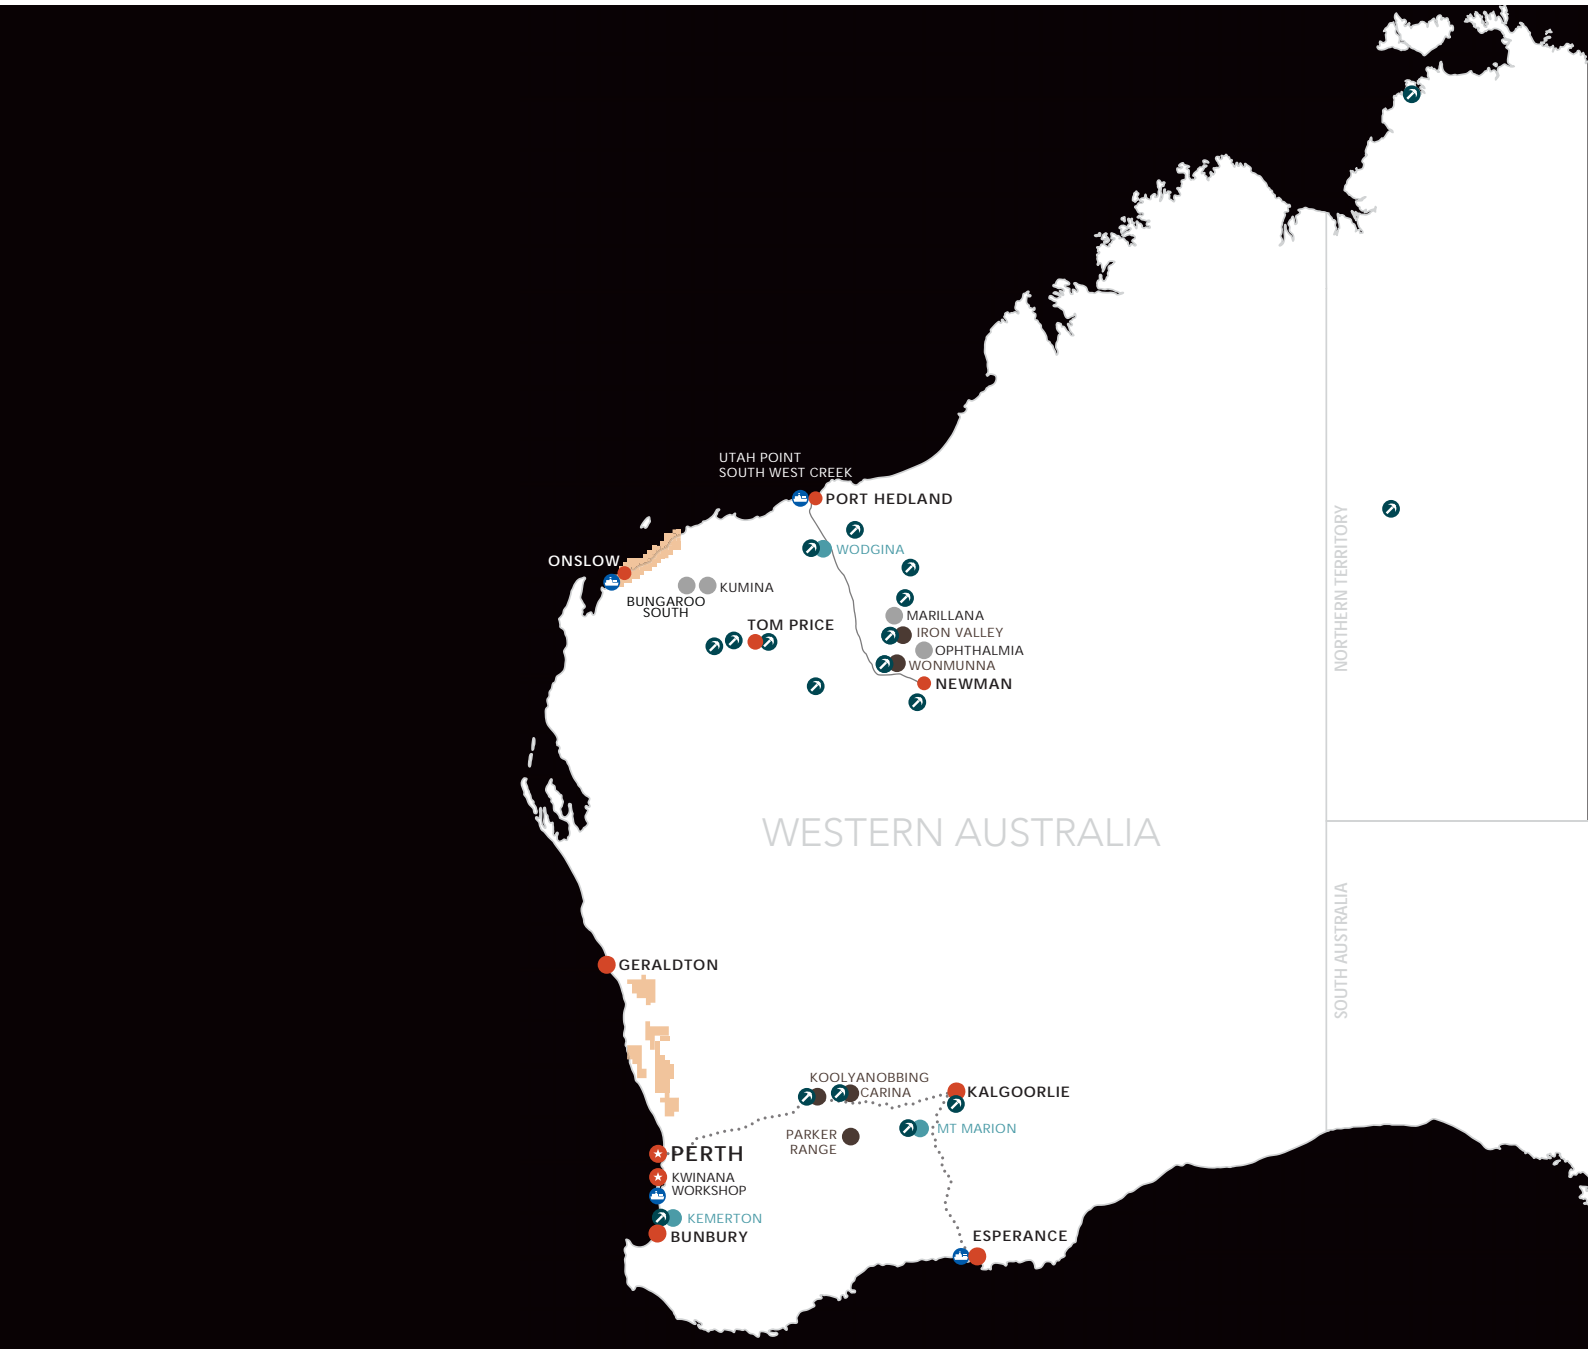 UTAH POINT
SOUTH WEST CREEK
PORT HEDLAND
WODGINA
ONSLOW
KUMINA
BUNGAROO
SOUTH
MARILLANA
TOM PRICE
IRON VALLEY
OPHTHALMIA
WONMUNNA
NEWMAN
NORTHERN TERRITORY
WESTERN AUSTRALIA
SOUTH AUSTRALIA
GERALDTON
KOOLYANOBBING
CARINA
KALGOORLIE
MT MARION
PARKER
RANGE
PERTH
KWINANA
WORKSHOP
KEMERTON
BUNBURY
ESPERANCE